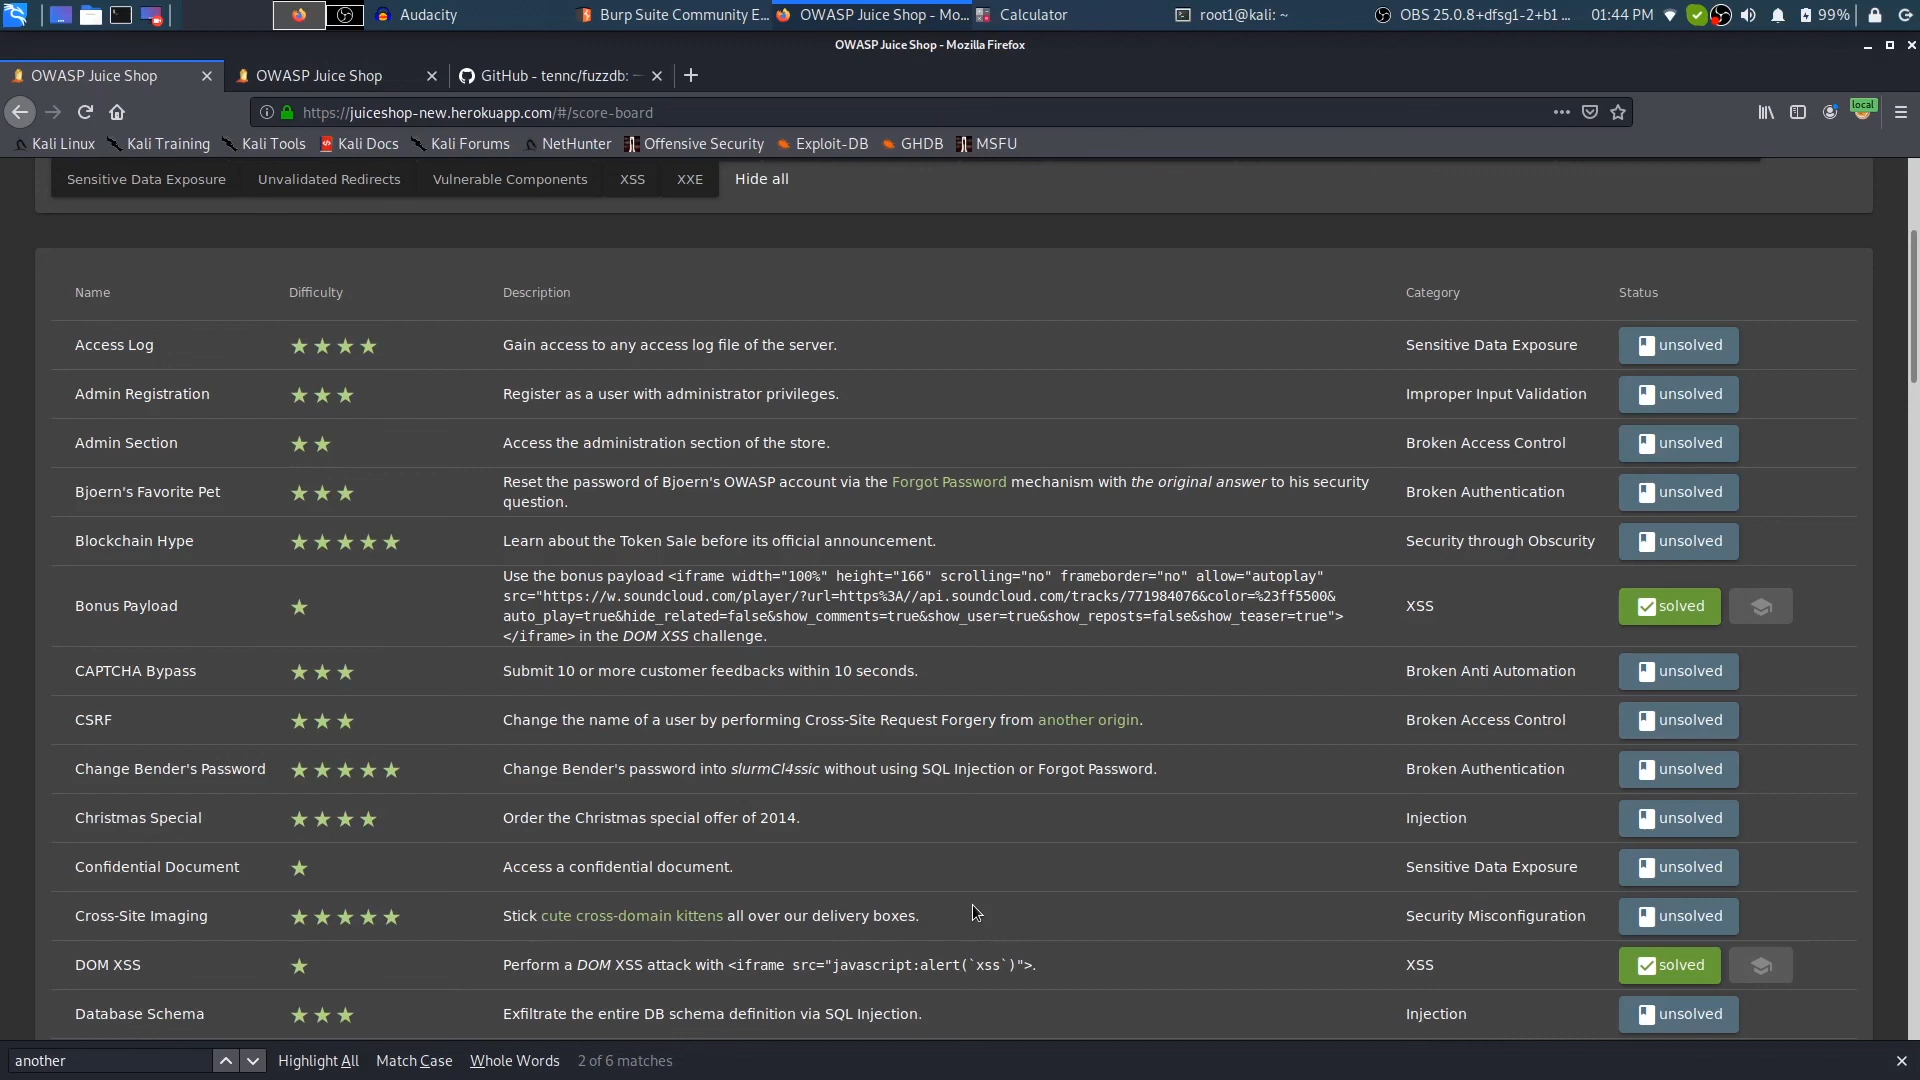 Audacity
Burp Suite Community E...
OWASP Juice Shop - Mo...
Calculator
root1@kali: ~
OBS 25.0.8+dfsg1-2+b1 ...
01:44 PM
99%
OWASP Juice Shop - Mozilla Firefox
OWASP Juice Shop
OWASP Juice Shop
GitHub - tennc/fuzzdb: —
https://juiceshop-new.herokuapp.com/#/score-board
local
Kali Linux
Kali Training
Kali Tools
Kali Docs
Kali Forums
NetHunter
Offensive Security
Exploit-DB
GHDB
MSFU
Sensitive Data Exposure
Unvalidated Redirects
Vulnerable Components
XSS
XXE
Hide all
Name Difficulty Description Category Status
Access Log Gain access to any access log file of the server. Sensitive Data Exposure unsolved
Admin Registration Register as a user with administrator privileges. Improper Input Validation unsolved
Admin Section Access the administration section of the store. Broken Access Control unsolved
Bjoern's Favorite Pet
Reset the password of Bjoern's OWASP account via the Forgot Password mechanism with the original answer to his security
question.
Broken Authentication unsolved
Blockchain Hype Learn about the Token Sale before its official announcement. Security through Obscurity unsolved
Bonus Payload
Use the bonus payload <iframe width="100%" height="166" scrolling="no" frameborder="no" allow="autoplay"
src="https://w.soundcloud.com/player/?url=https%3A//api.soundcloud.com/tracks/771984076&color=%23ff5500&
auto_play=true&hide_related=false&show_comments=true&show_user=true&show_reposts=false&show_teaser=true">
</iframe> in the DOM XSS challenge.
XSS solved
CAPTCHA Bypass Submit 10 or more customer feedbacks within 10 seconds. Broken Anti Automation unsolved
CSRF Change the name of a user by performing Cross-Site Request Forgery from another origin. Broken Access Control unsolved
Change Bender's Password Change Bender's password into slurmCl4ssic without using SQL Injection or Forgot Password. Broken Authentication unsolved
Christmas Special Order the Christmas special offer of 2014. Injection unsolved
Confidential Document Access a confidential document. Sensitive Data Exposure unsolved
Cross-Site Imaging Stick cute cross-domain kittens all over our delivery boxes. Security Misconfiguration unsolved
DOM XSS Perform a DOM XSS attack with <iframe src="javascript:alert(`xss`)">. XSS solved
Database Schema Exfiltrate the entire DB schema definition via SQL Injection. Injection unsolved
another Highlight All Match Case Whole Words 2 of 6 matches